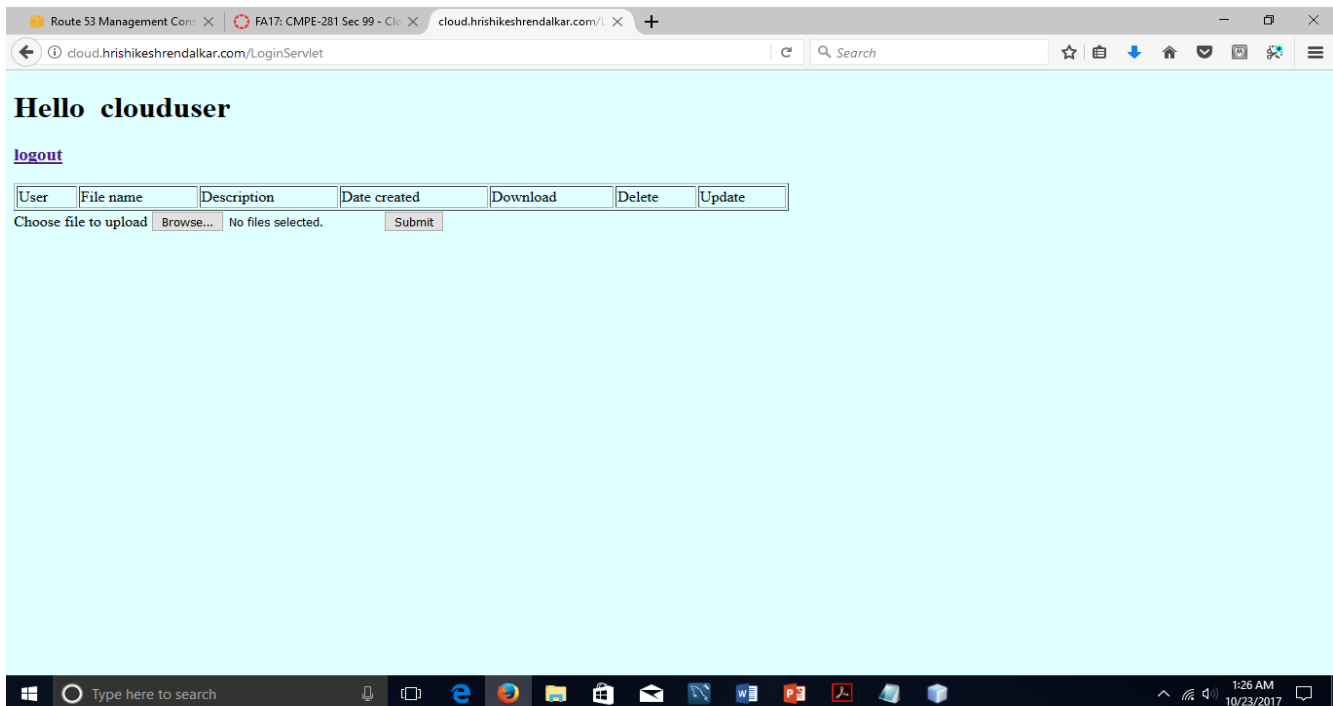 Route 53 Management Cons
FA17: CMPE-281 Sec 99 - Clo
cloud.hrishikeshrendalkar.com/L
cloud.hrishikeshrendalkar.com/LoginServlet
Search
Hello clouduser
logout
User File name Description Date created Download Delete Update
Choose file to upload Browse... No files selected. Submit
Type here to search
1:26 AM
10/23/2017